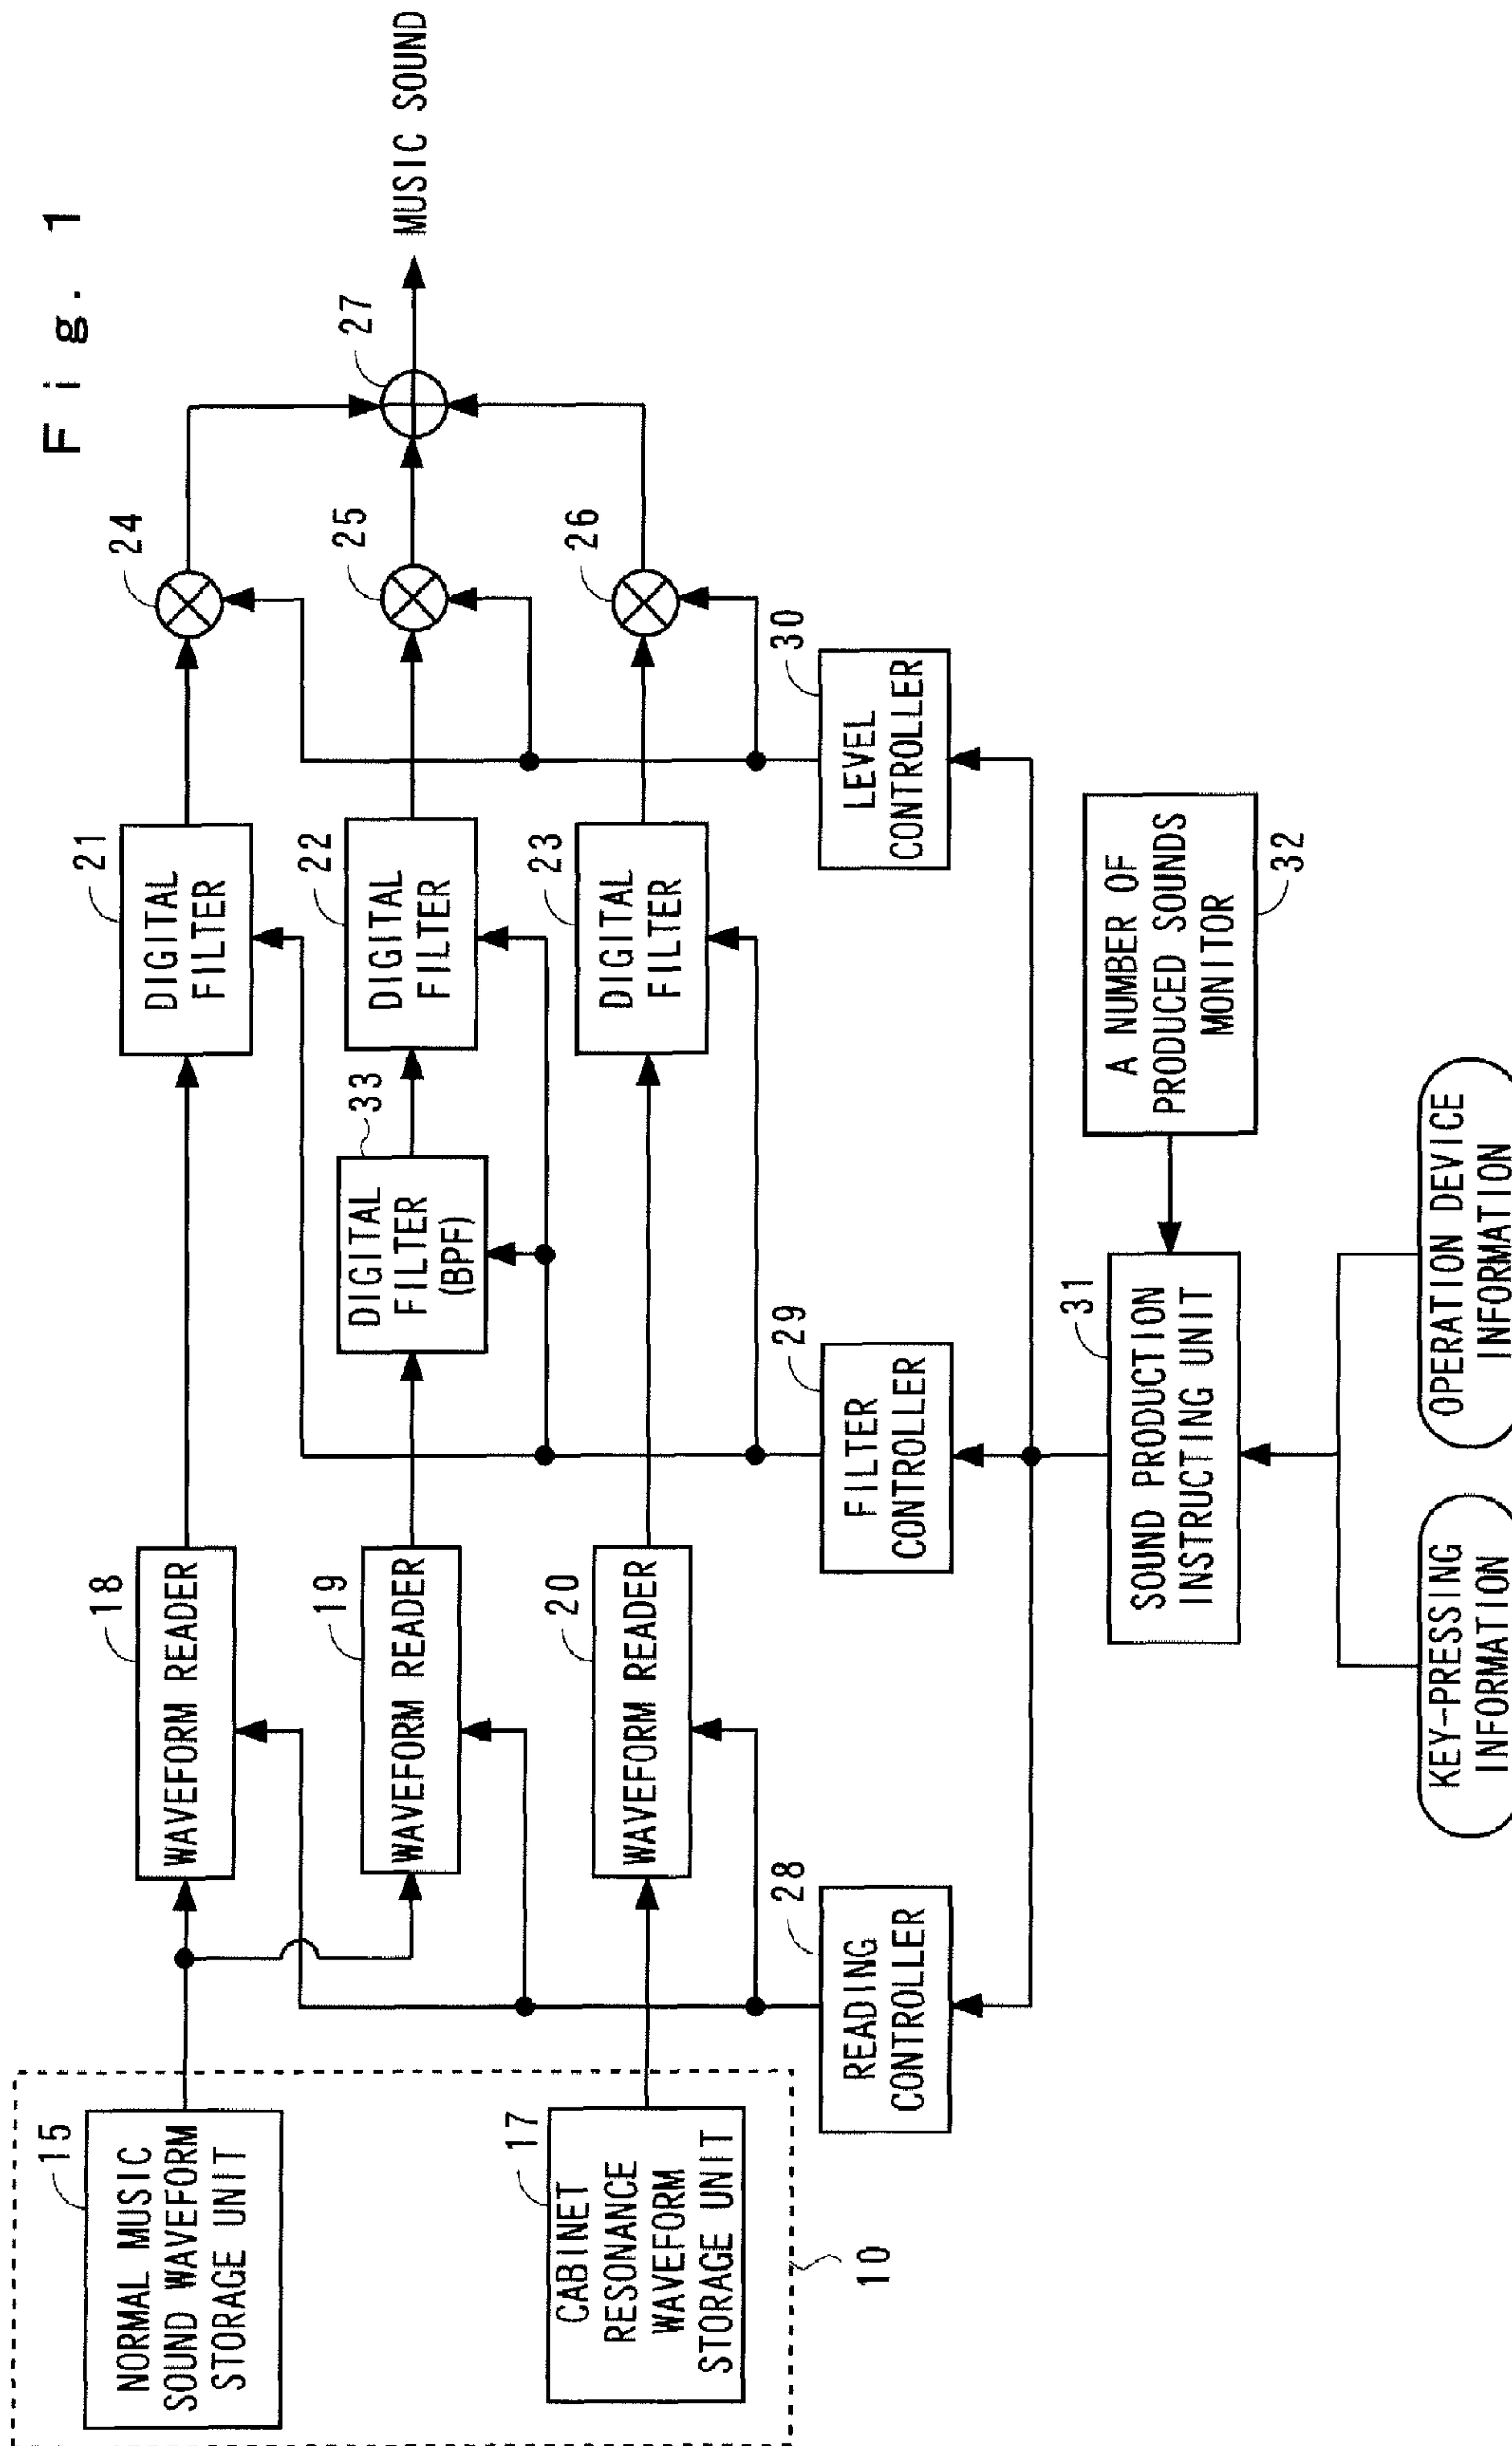 Fig. 1
15
NORMAL MUSIC
SOUND WAVEFORM
STORAGE UNIT
18
WAVEFORM READER
21
DIGITAL
FILTER
24
19
WAVEFORM READER
33
DIGITAL
FILTER
(BPF)
22
DIGITAL
FILTER
25
27
MUSIC SOUND
17
CABINET
RESONANCE
WAVEFORM
STORAGE UNIT
20
WAVEFORM READER
23
DIGITAL
FILTER
26
10
28
READING
CONTROLLER
29
FILTER
CONTROLLER
30
LEVEL
CONTROLLER
31
SOUND PRODUCTION
INSTRUCTING UNIT
A NUMBER OF
PRODUCED SOUNDS
MONITOR
32
KEY-PRESSING
INFORMATION
OPERATION DEVICE
INFORMATION